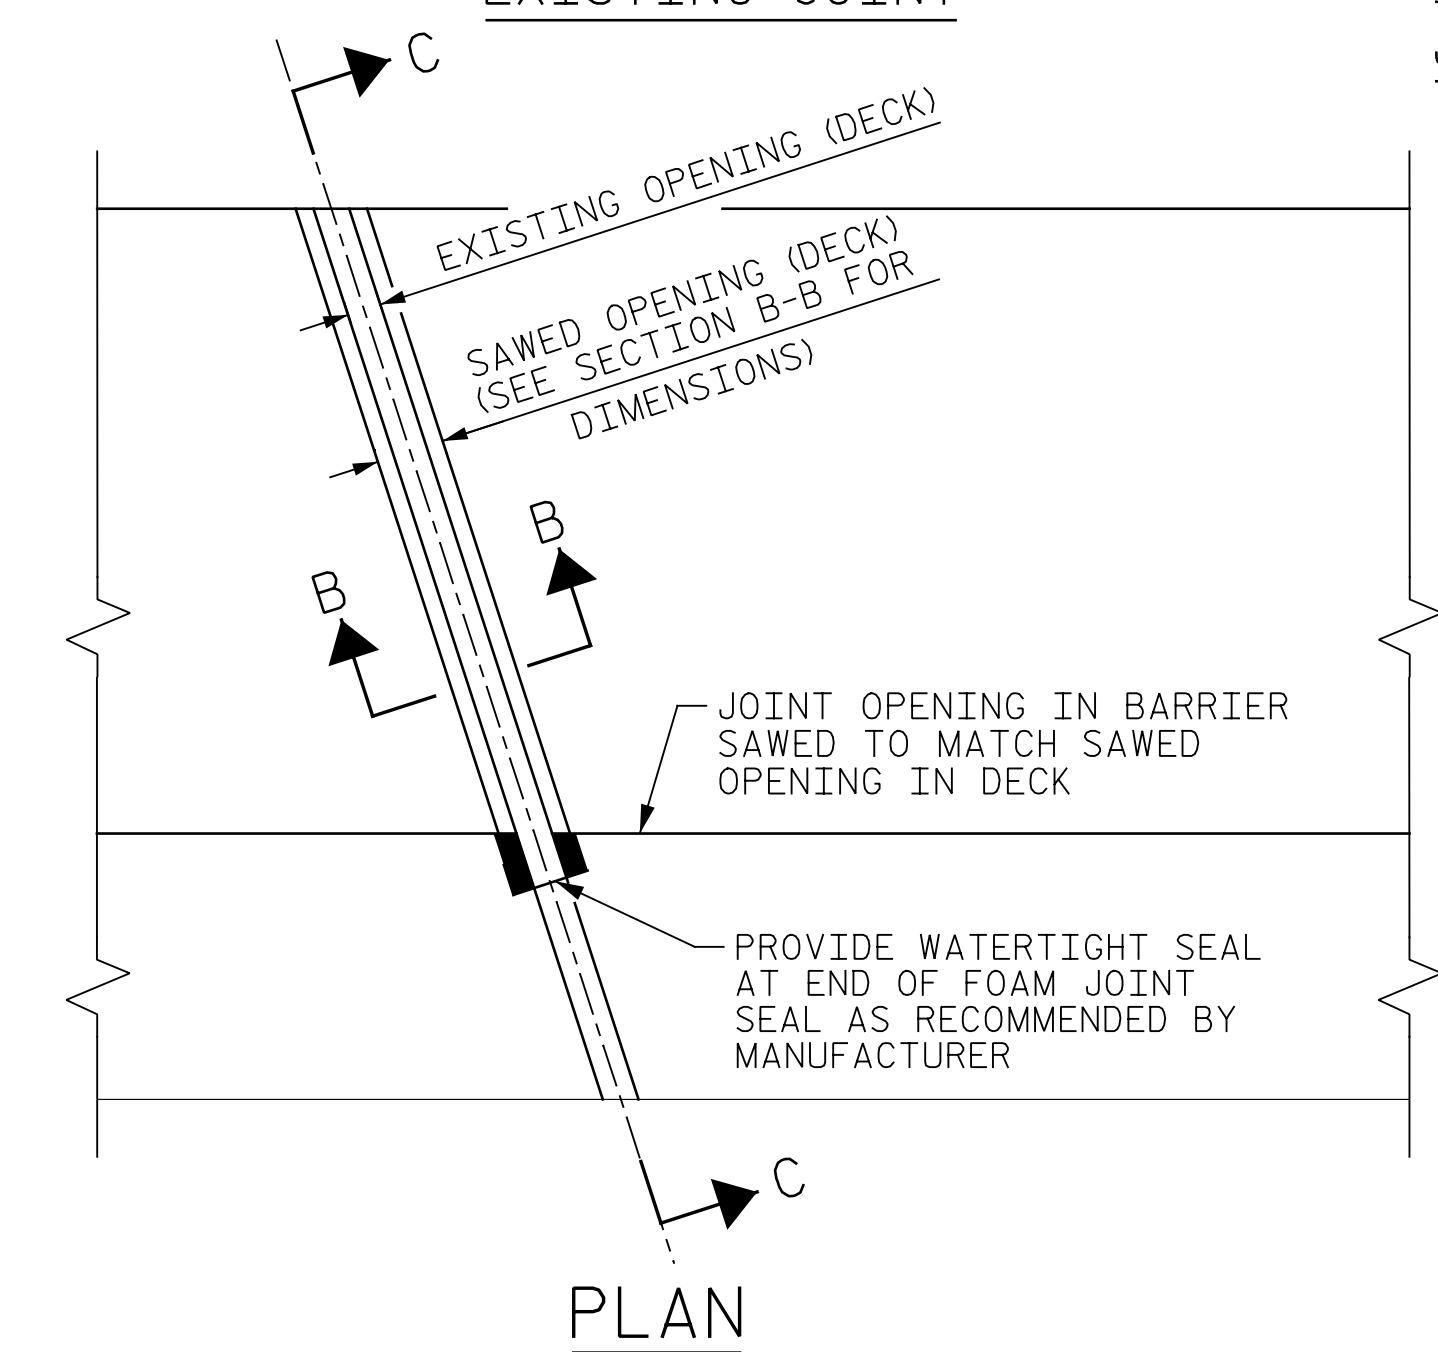 EXISTING JOINT
C
EXISTING OPENING (DECK)
SAWED OPENING (DECK)
(SEE SECTION B-B FOR
DIMENSIONS)
B
B
JOINT OPENING IN BARRIER
SAWED TO MATCH SAWED
OPENING IN DECK
PROVIDE WATERTIGHT SEAL
AT END OF FOAM JOINT
SEAL AS RECOMMENDED BY
MANUFACTURER
C
PLAN